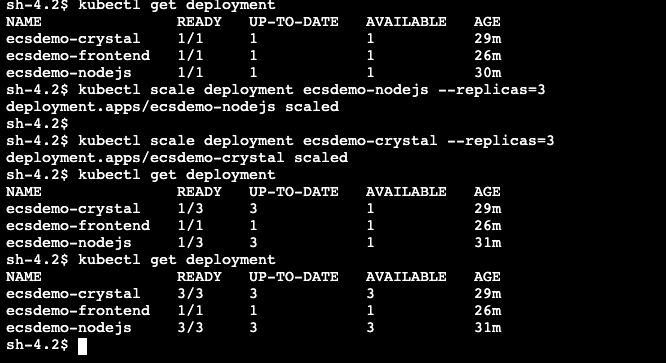 sh-4.2$ kubectl get deployment
NAME READY UP-TO-DATE AVAILABLE AGE
ecsdemo-crystal 1/1 1 1 29m
ecsdemo-frontend 1/1 1 1 26m
ecsdemo-nodejs 1/1 1 1 30m
sh-4.2$ kubectl scale deployment ecsdemo-nodejs --replicas=3
deployment.apps/ecsdemo-nodejs scaled
sh-4.2$
sh-4.2$ kubectl scale deployment ecsdemo-crystal --replicas=3
deployment.apps/ecsdemo-crystal scaled
sh-4.2$ kubectl get deployment
NAME READY UP-TO-DATE AVAILABLE AGE
ecsdemo-crystal 1/3 3 1 29m
ecsdemo-frontend 1/1 1 1 26m
ecsdemo-nodejs 1/3 3 1 31m
sh-4.2$ kubectl get deployment
NAME READY UP-TO-DATE AVAILABLE AGE
ecsdemo-crystal 3/3 3 3 29m
ecsdemo-frontend 1/1 1 1 26m
ecsdemo-nodejs 3/3 3 3 31m
sh-4.2$